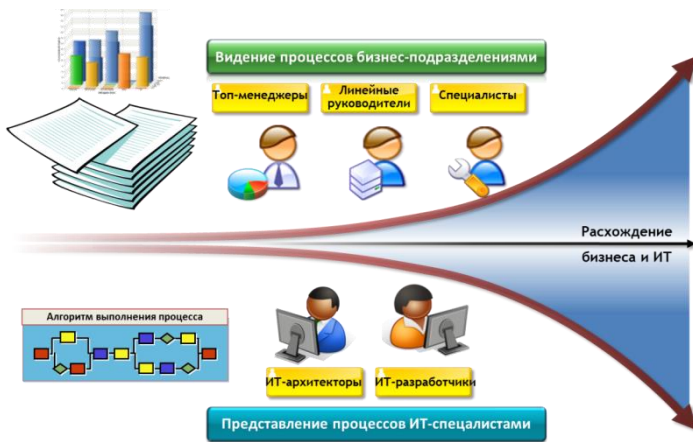 Видение процессов бизнес-подразделениями
Топ-менеджеры
Линейные
руководители
Специалисты
Расхождение
бизнеса и ИТ
Алгоритм выполнения процесса
ИТ-архитекторы
ИТ-разработчики
Представление процессов ИТ-спецалистами